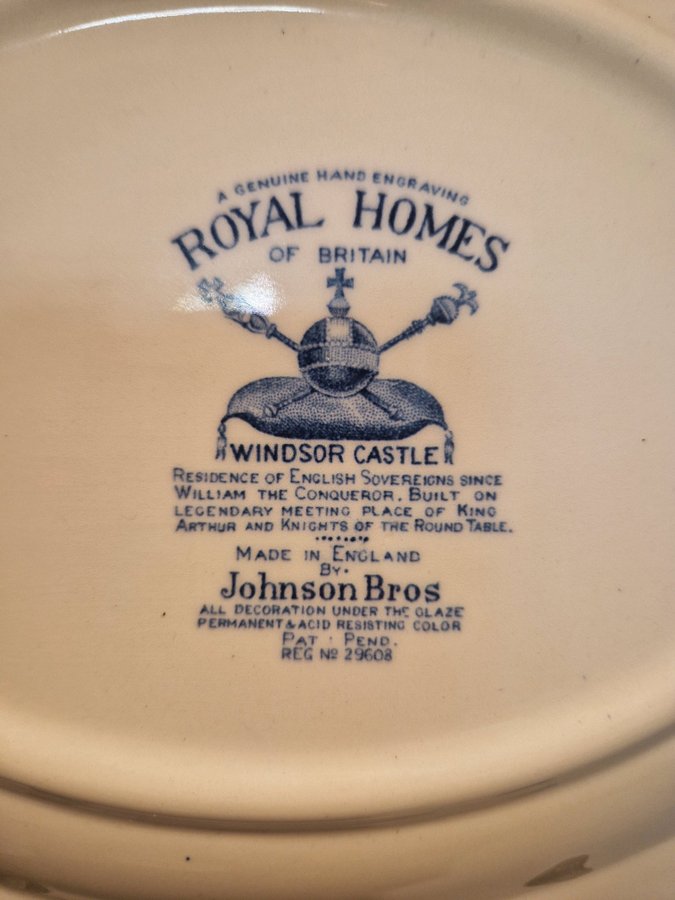 A GENUINE HAND ENGRAVING
ROYAL HOMES
OF BRITAIN
WINDSOR CASTLE
RESIDENCE OF ENGLISH SOVEREIGNS SINCE
WILLIAM THE CONQUEROR. BUILT ON
LEGENDARY MEETING PLACE OF KING
ARTHUR AND KNIGHTS OF THE ROUND TABLE.
MADE IN ENGLAND
BY.
Johnson Bros
ALL DECORATION UNDER THE GLAZE
PERMANENT & ACID RESISTING COLOR
PAT : PEND.
REG Nº 29608